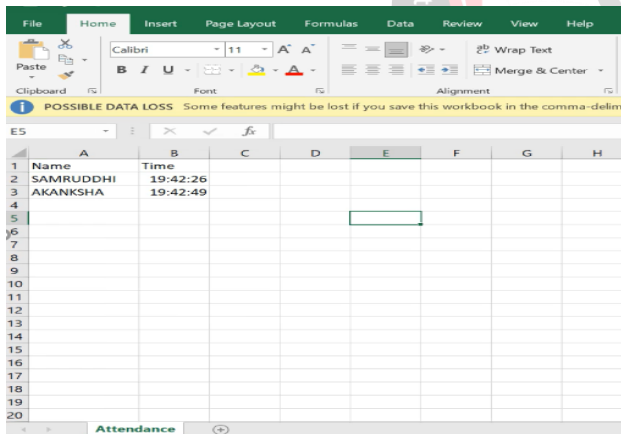 File Home Insert Page Layout Formulas Data Review View Help
Calibri 11 A A Wrap Text
Paste B I U A Merge & Center
Clipboard Font Alignment
POSSIBLE DATA LOSS Some features might be lost if you save this workbook in the comma-delim
E5 fx
A B C D E F G H
1 Name Time
2 SAMRUDDHI 19:42:26
3 AKANKSHA 19:42:49
4
5
6
7
8
9
10
11
12
13
14
15
16
17
18
19
20
Attendance